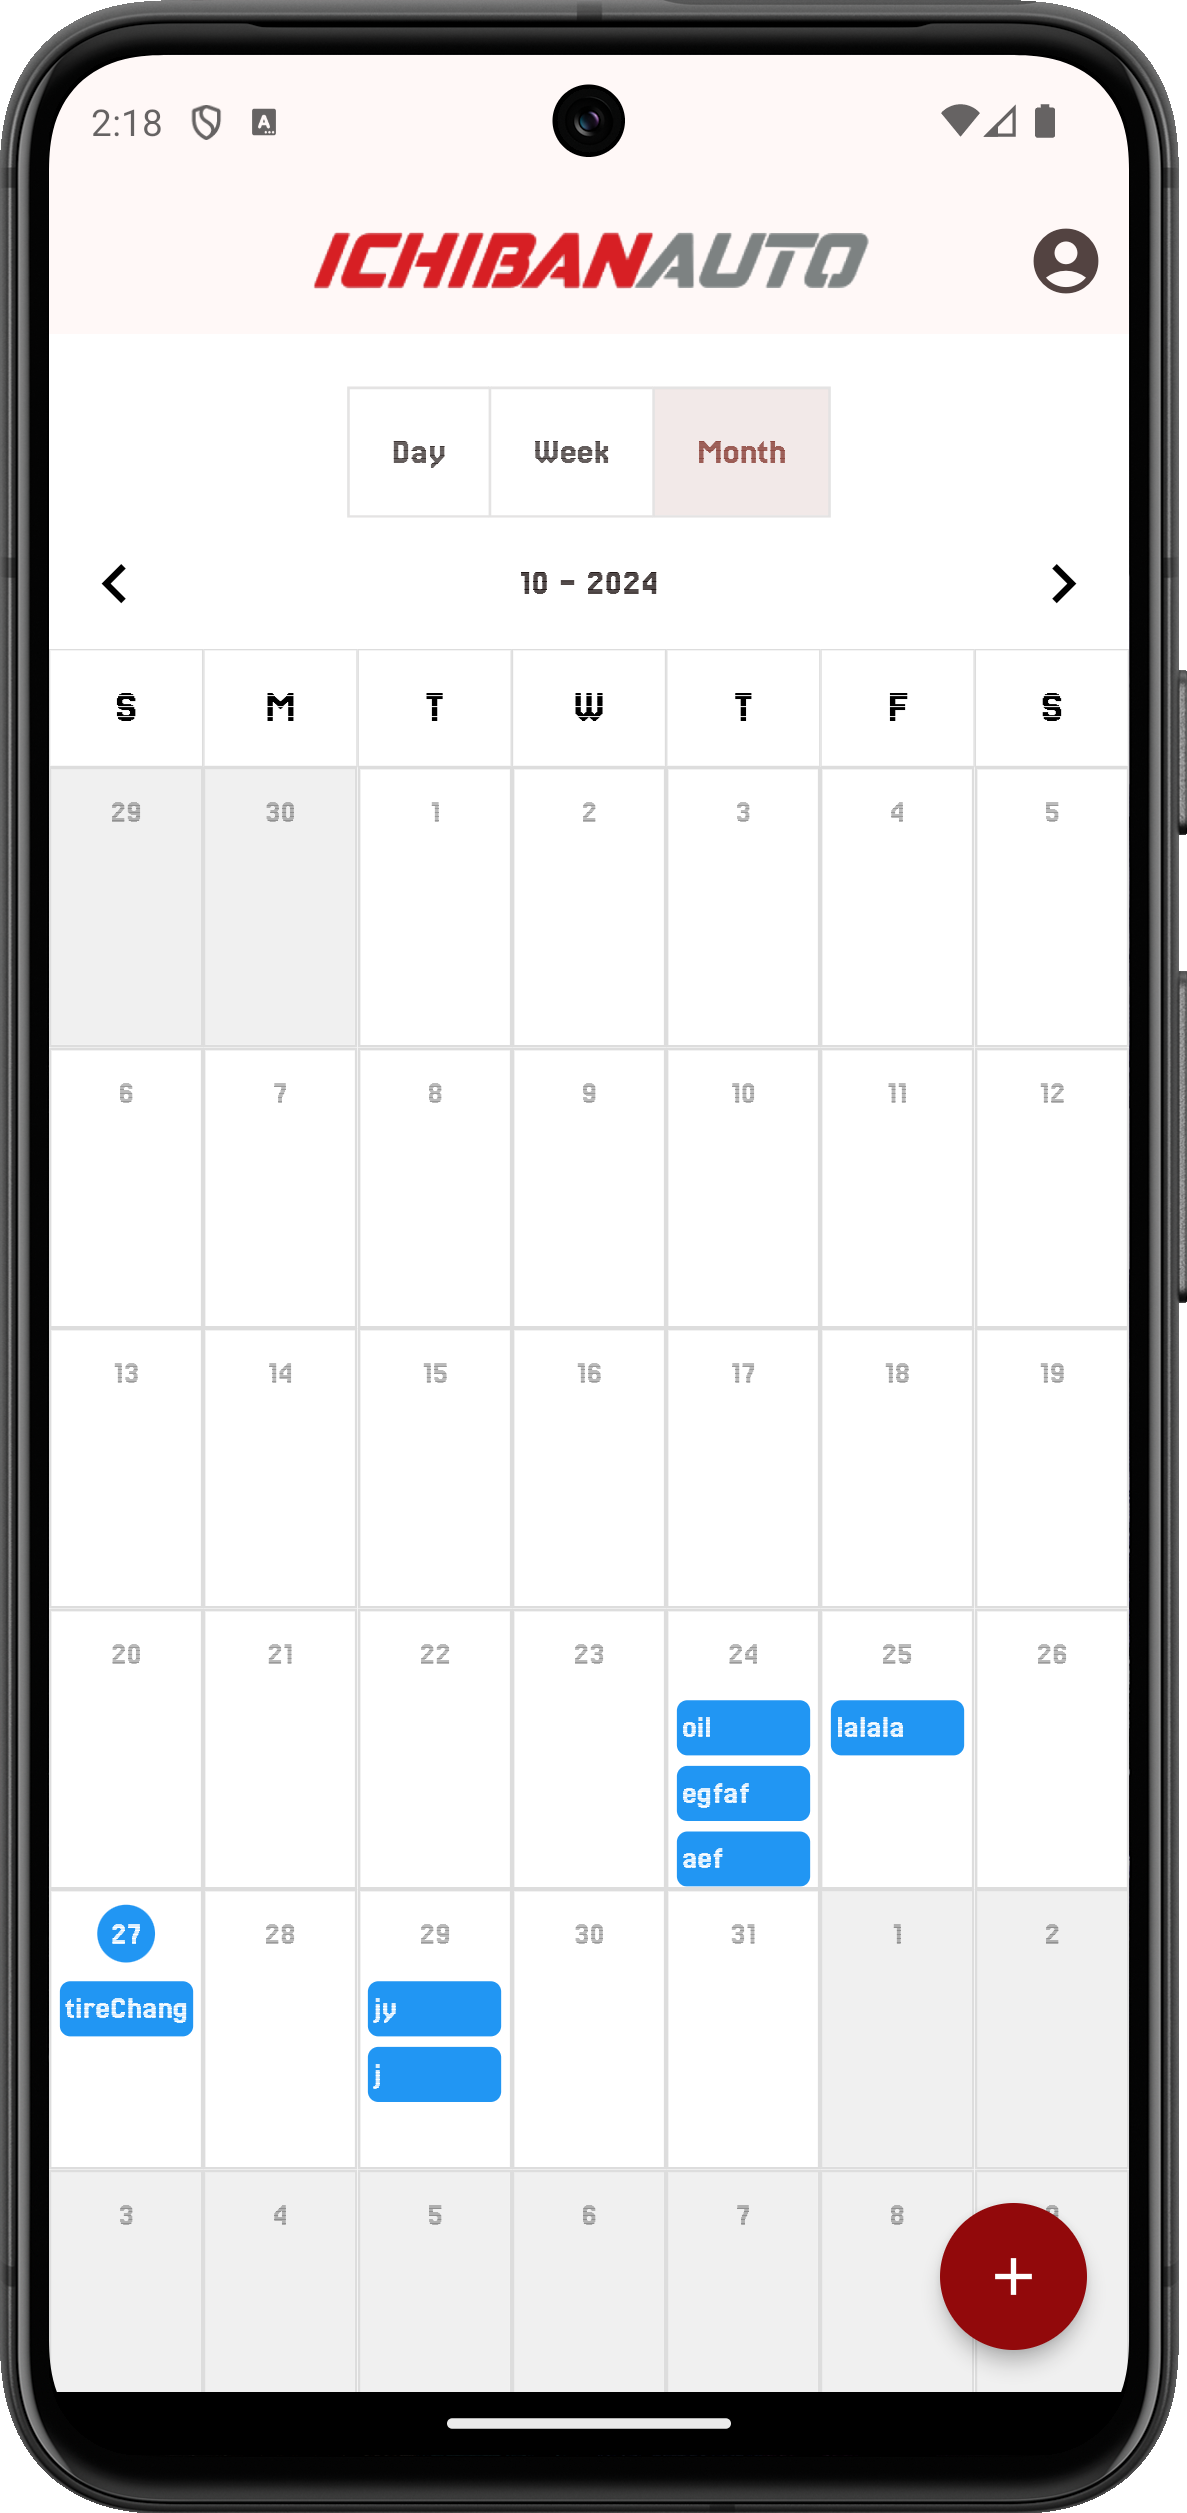 2:18 A
ICHIBANAUTO
Day Week Month
10 - 2024
S M T W T F S
29 30 1 2 3 4 5
6 7 8 9 10 11 12
13 14 15 16 17 18 19
20 21 22 23 24 25 26
oil lalala
egfaf
aef
27 28 29 30 31 1 2
tireChang jy
j
3 4 5 6 7 8 9
+